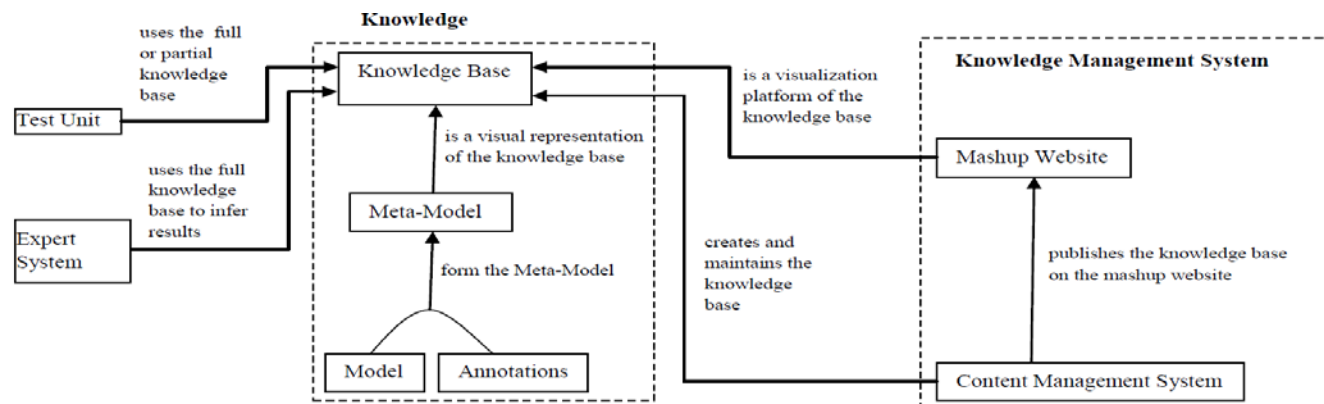 Knowledge
uses the full
or partial
knowledge
base
Test Unit
uses the full
knowledge
base to infer
results
Expert
System
Knowledge Base
is a visual representation
of the knowledge base
Meta-Model
form the Meta-Model
Model
Annotations
is a visualization
platform of the
knowledge base
creates and
maintains the
knowledge
base
Knowledge Management System
Mashup Website
publishes the knowledge base
on the mashup website
Content Management System